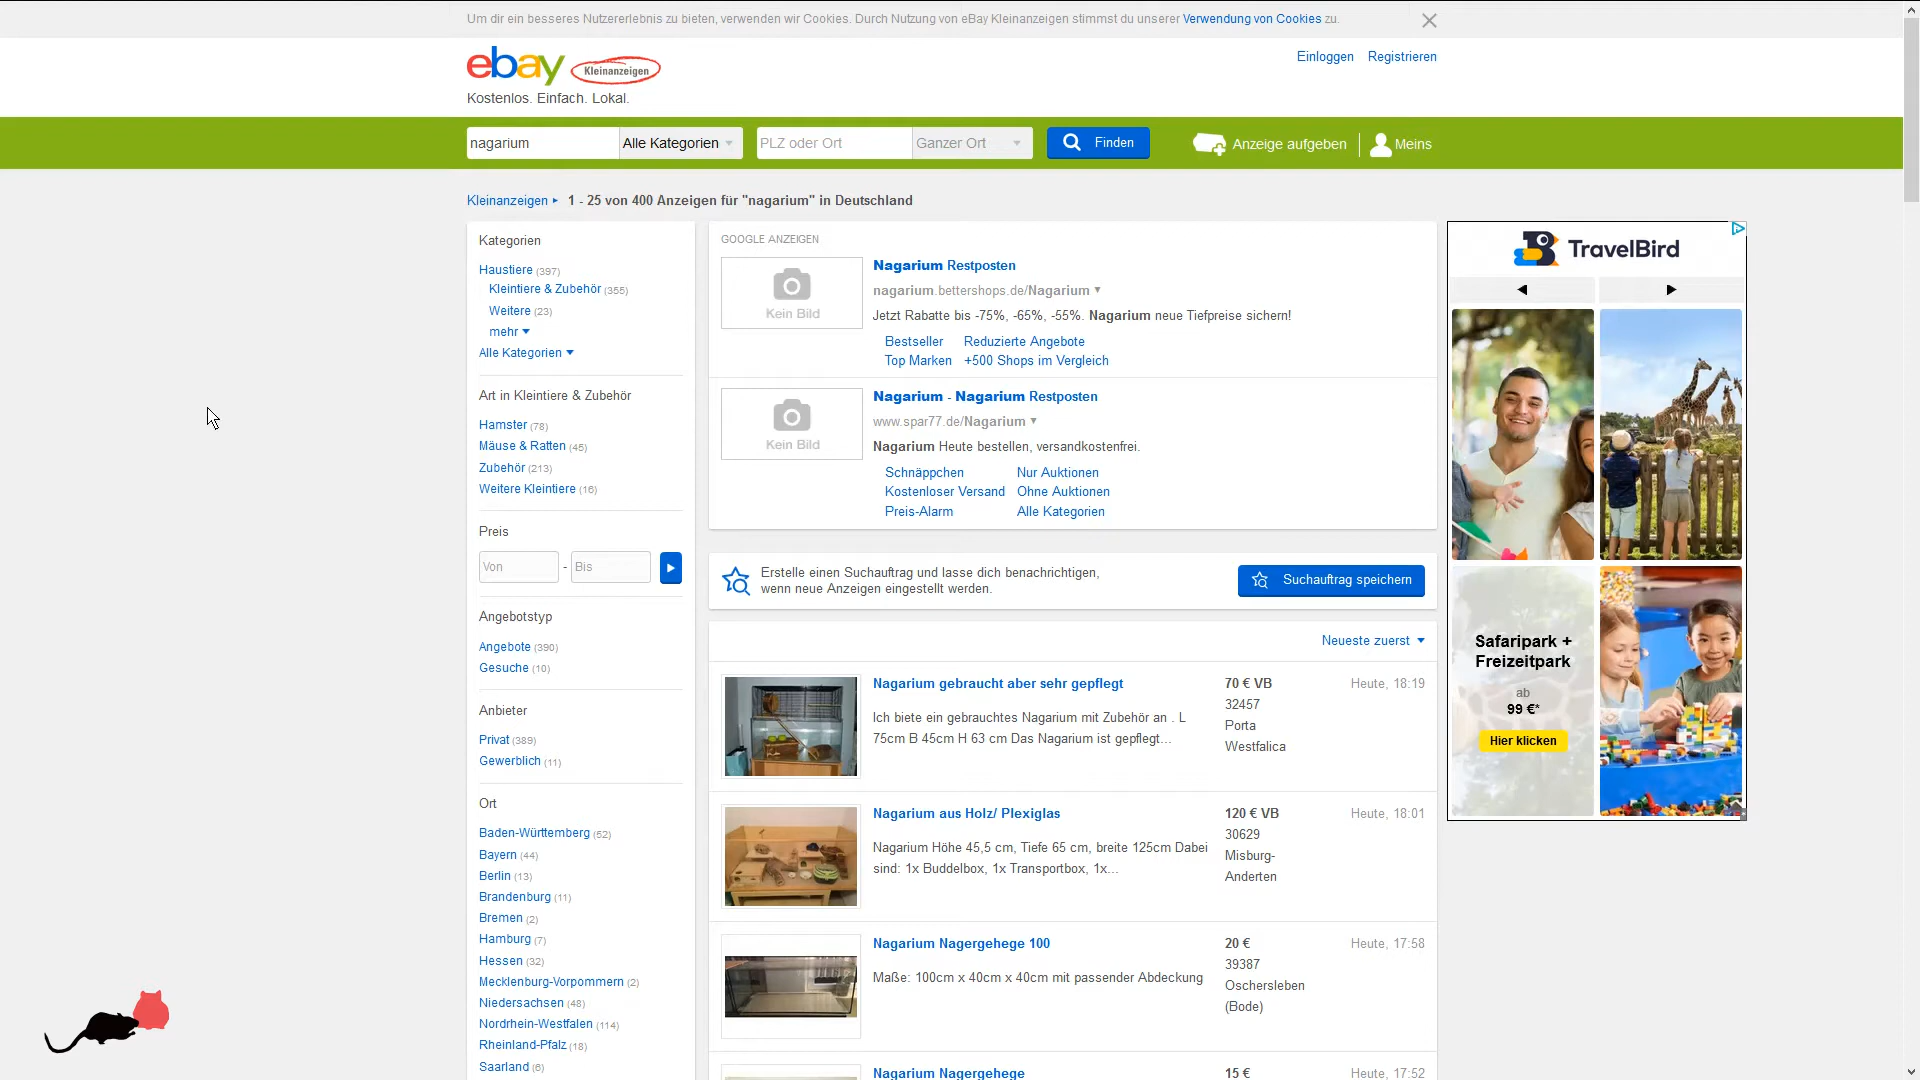 Um dir ein besseres Nutzererlebnis zu bieten, verwenden wir Cookies. Durch Nutzung von eBay Kleinanzeigen stimmst du unserer Verwendung von Cookies zu.
ebay Kleinanzeigen
Kostenlos. Einfach. Lokal.
Einloggen Registrieren
nagarium Alle Kategorien PLZ oder Ort Ganzer Ort Finden Anzeige aufgeben Meins
Kleinanzeigen 1 - 25 von 400 Anzeigen für "nagarium" in Deutschland
Kategorien
Haustiere (397)
Kleintiere & Zubehör (355)
Weitere (23)
mehr
Alle Kategorien
Art in Kleintiere & Zubehör
Hamster (78)
Mäuse & Ratten (45)
Zubehör (213)
Weitere Kleintiere (16)
Preis
Von - Bis
Angebotstyp
Angebote (390)
Gesuche (10)
Anbieter
Privat (389)
Gewerblich (11)
Ort
Baden-Württemberg (52)
Bayern (44)
Berlin (13)
Brandenburg (11)
Bremen (2)
Hamburg (7)
Hessen (32)
Mecklenburg-Vorpommern (2)
Niedersachsen (48)
Nordrhein-Westfalen (114)
Rheinland-Pfalz (18)
Saarland (6)
GOOGLE ANZEIGEN
Kein Bild
Nagarium Restposten
nagarium.bettershops.de/Nagarium
Jetzt Rabatte bis -75%, -65%, -55%. Nagarium neue Tiefpreise sichern!
Bestseller Reduzierte Angebote
Top Marken +500 Shops im Vergleich
Kein Bild
Nagarium - Nagarium Restposten
www.spar77.de/Nagarium
Nagarium Heute bestellen, versandkostenfrei.
Schnäppchen Nur Auktionen
Kostenloser Versand Ohne Auktionen
Preis-Alarm Alle Kategorien
Erstelle einen Suchauftrag und lasse dich benachrichtigen,
wenn neue Anzeigen eingestellt werden.
Suchauftrag speichern
Neueste zuerst
Nagarium gebraucht aber sehr gepflegt
Ich biete ein gebrauchtes Nagarium mit Zubehör an . L
75cm B 45cm H 63 cm Das Nagarium ist gepflegt...
70 € VB
32457
Porta
Westfalica
Heute, 18:19
Nagarium aus Holz/ Plexiglas
Nagarium Höhe 45,5 cm, Tiefe 65 cm, breite 125cm Dabei
sind: 1x Buddelbox, 1x Transportbox, 1x...
120 € VB
30629
Misburg-
Anderten
Heute, 18:01
Nagarium Nagergehege 100
Maße: 100cm x 40cm x 40cm mit passender Abdeckung
20 €
39387
Oschersleben
(Bode)
Heute, 17:58
Nagarium Nagergehege
15 €
Heute, 17:52
TravelBird
Safaripark +
Freizeitpark
ab
99 €*
Hier klicken